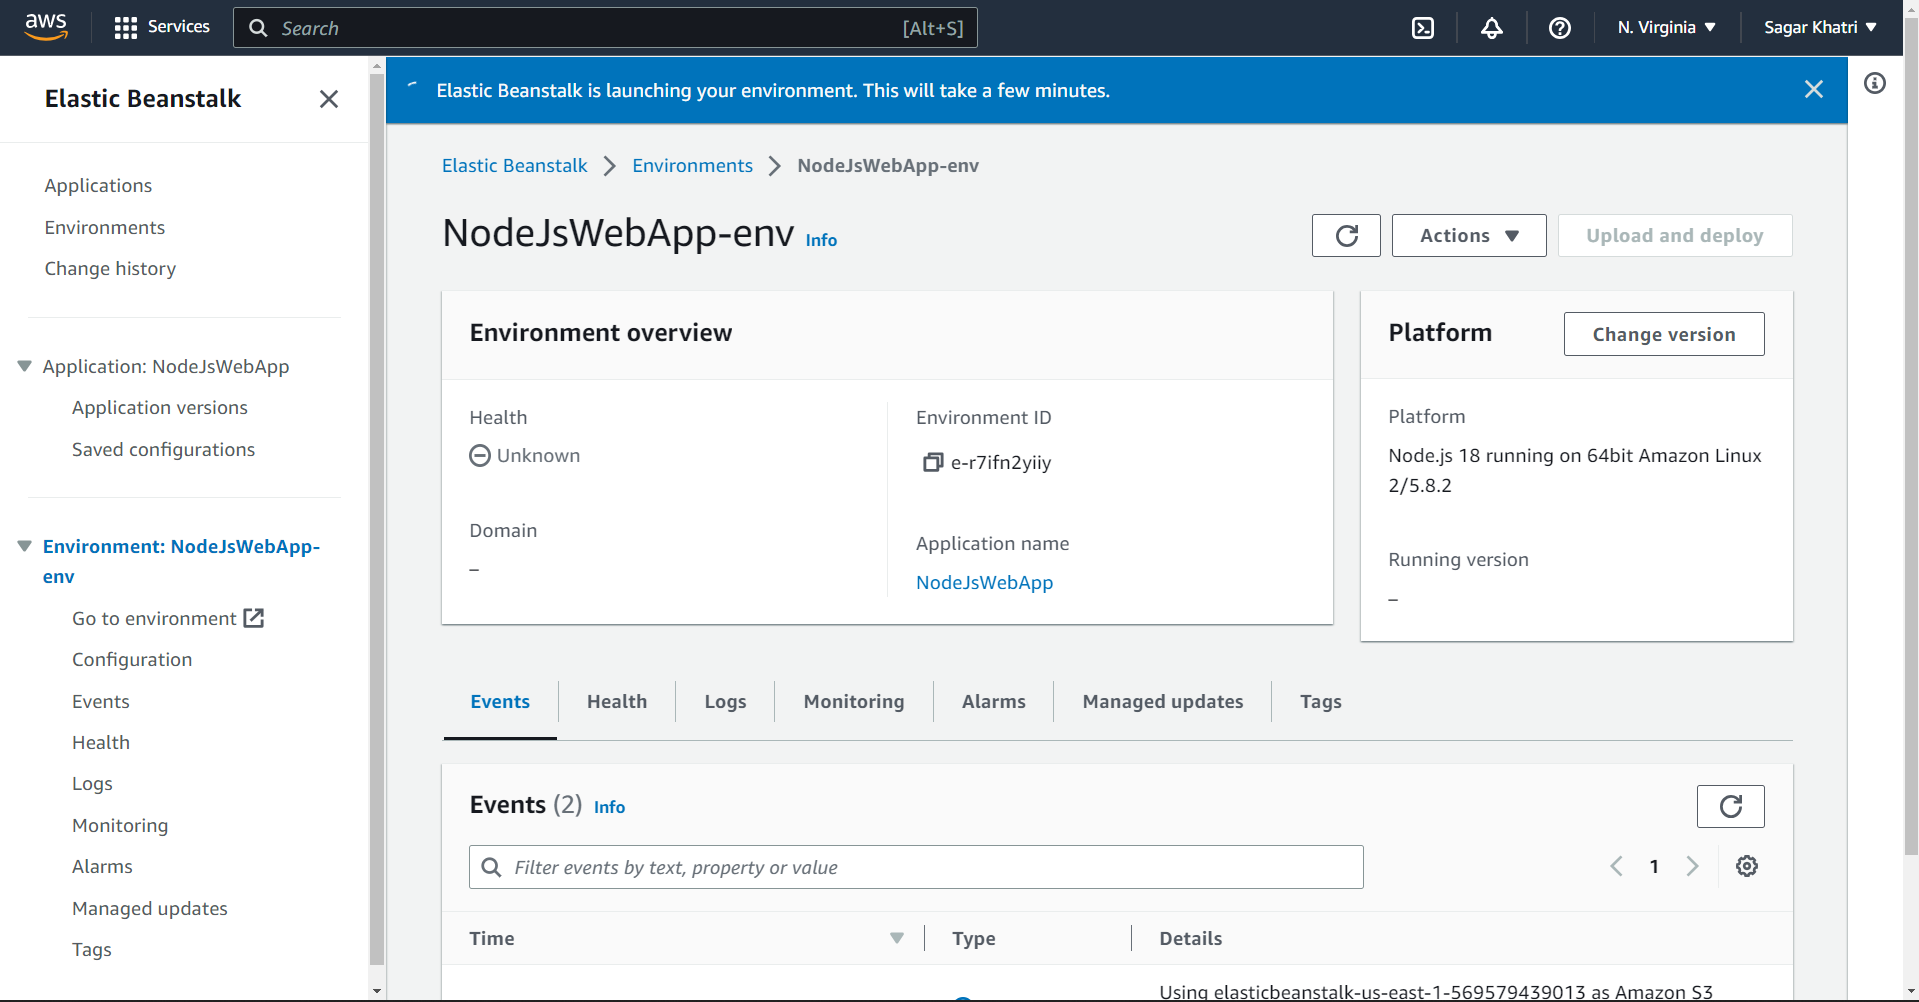 aws
Services
Search
[Alt+S]
N. Virginia
Sagar Khatri
Elastic Beanstalk
Applications
Environments
Change history
Application: NodeJsWebApp
Application versions
Saved configurations
Environment: NodeJsWebApp-
env
Go to environment
Configuration
Events
Health
Logs
Monitoring
Alarms
Managed updates
Tags
Elastic Beanstalk is launching your environment. This will take a few minutes.
Elastic Beanstalk
Environments
NodeJsWebApp-env
NodeJsWebApp-env Info
Actions
Upload and deploy
Environment overview
Health
Unknown
Domain
–
Environment ID
e-r7ifn2yiiy
Application name
NodeJsWebApp
Platform
Change version
Platform
Node.js 18 running on 64bit Amazon Linux
2/5.8.2
Running version
–
Events
Health
Logs
Monitoring
Alarms
Managed updates
Tags
Events (2) Info
Filter events by text, property or value
1
Time
Type
Details
Using elasticbeanstalk-us-east-1-569579439013 as Amazon S3